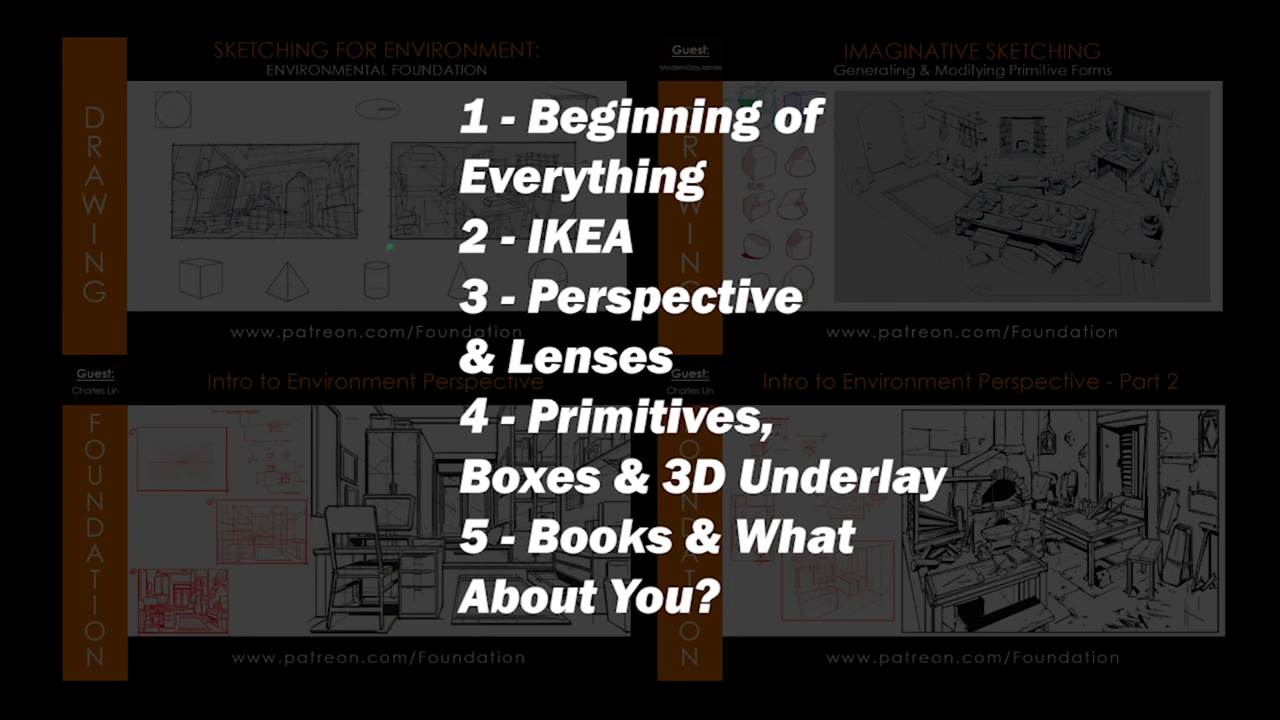 SKETCHING FOR ENVIRONMENT:
ENVIRONMENTAL FOUNDATION
DRAWING
www.patreon.com/Foundation
Guest:
ModernDayJames
IMAGINATIVE SKETCHING
Generating & Modifying Primitive Forms
DRAWING
www.patreon.com/Foundation
1 - Beginning of
Everything
2 - IKEA
3 - Perspective
& Lenses
4 - Primitives,
Boxes & 3D Underlay
5 - Books & What
About You?
Guest:
Charles Lin
Intro to Environment Perspective
FOUNDATION
www.patreon.com/Foundation
Guest:
Charles Lin
Intro to Environment Perspective - Part 2
FOUNDATION
www.patreon.com/Foundation